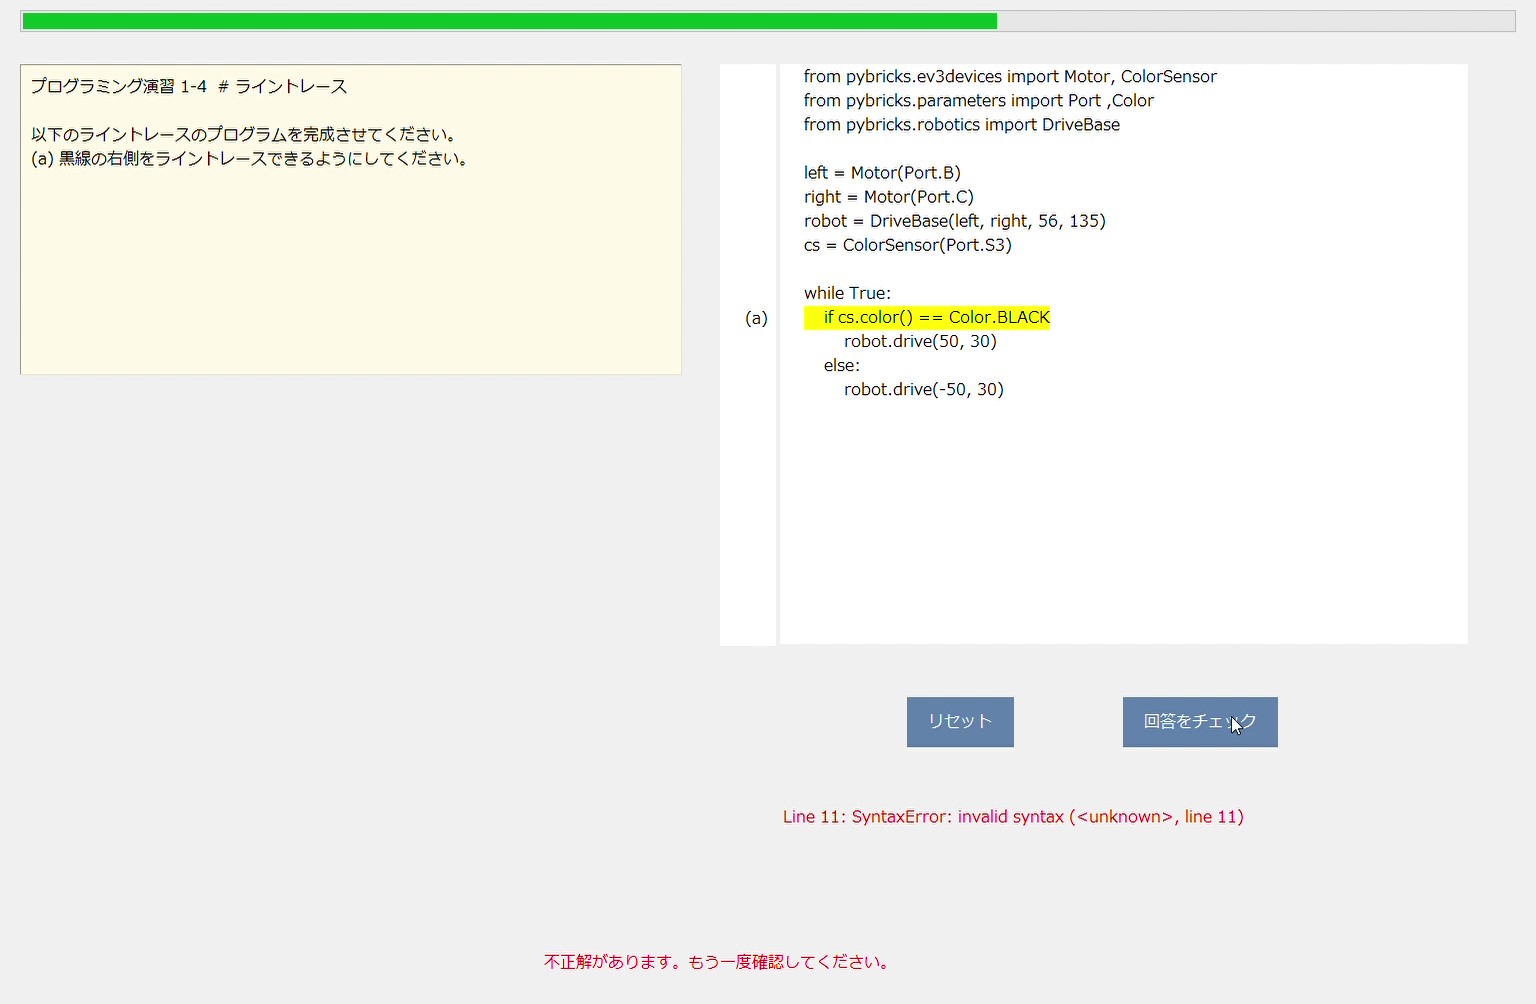 プログラミング演習 1-4  # ライントレース
以下のライントレースのプログラムを完成させてください。
(a) 黒線の右側をライントレースできるようにしてください。
from pybricks.ev3devices import Motor, ColorSensor
from pybricks.parameters import Port ,Color
from pybricks.robotics import DriveBase
left = Motor(Port.B)
right = Motor(Port.C)
robot = DriveBase(left, right, 56, 135)
cs = ColorSensor(Port.S3)
while True:
(a)     if cs.color() == Color.BLACK
        robot.drive(50, 30)
    else:
        robot.drive(-50, 30)
リセット
回答をチェック
Line 11: SyntaxError: invalid syntax (<unknown>, line 11)
不正解があります。もう一度確認してください。